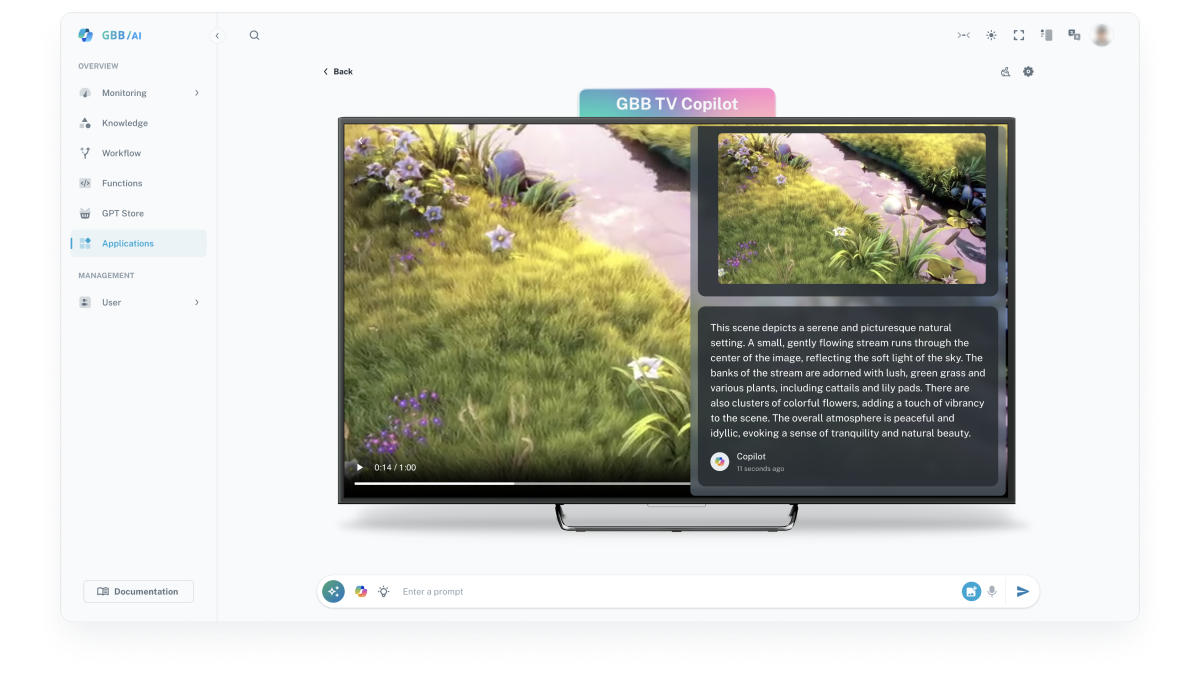 GBB/AI
OVERVIEW
Monitoring
Knowledge
Workflow
Functions
GPT Store
Applications
MANAGEMENT
User
Documentation
Back
GBB TV Copilot
0:14 / 1:00
This scene depicts a serene and picturesque natural
setting. A small, gently flowing stream runs through the
center of the image, reflecting the soft light of the sky. The
banks of the stream are adorned with lush, green grass and
various plants, including cattails and lily pads. There are
also clusters of colorful flowers, adding a touch of vibrancy
to the scene. The overall atmosphere is peaceful and
idyllic, evoking a sense of tranquility and natural beauty.
Copilot
11 seconds ago
Enter a prompt